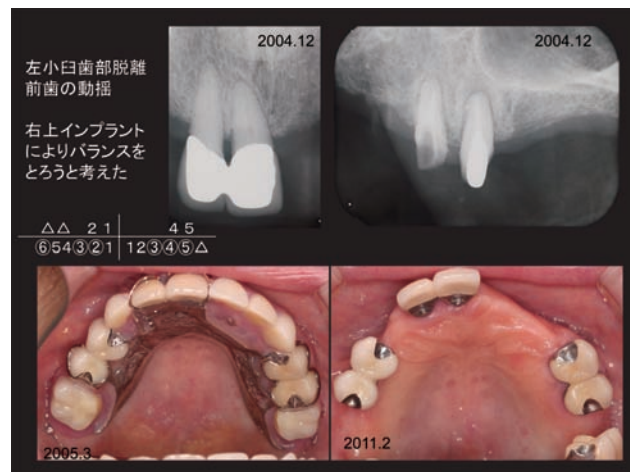 2004.12
2004.12
左小臼歯部脱離
前歯の動揺
右上インプラント
によりバランスを
とろうと考えた
△△ 2 1 | 4 5
⑥54③②1 | 12③④⑤△
2005.3
2011.2